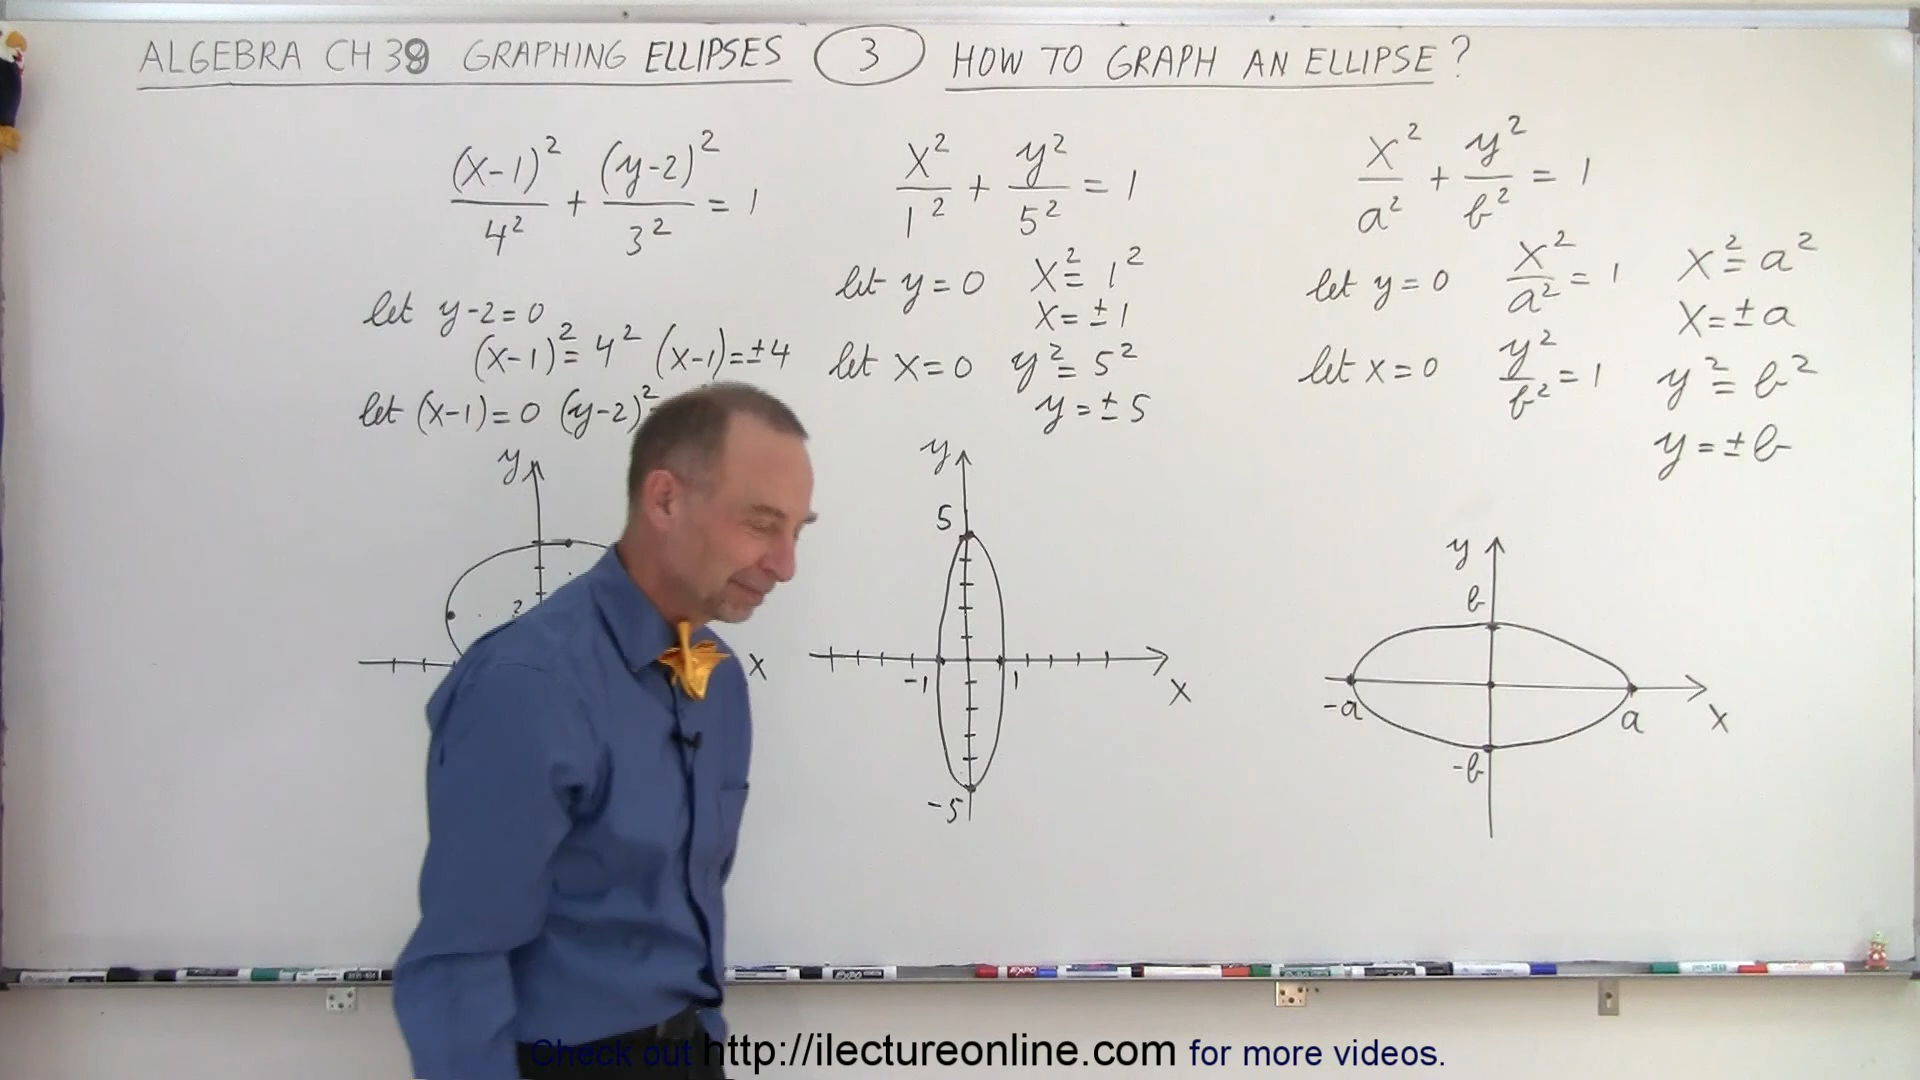 ALGEBRA CH 38 GRAPHING ELLIPSES 3 HOW TO GRAPH AN ELLIPSE ?
(x-1)²/4² + (y-2)²/3² = 1
let y-2=0
(x-1)²=4² (x-1)=±4
let (x-1)=0 (y-2)²
y
2
x
x²/1² + y²/5² = 1
let y=0 x²=1²
x=±1
let x=0 y²=5²
y=±5
y
5
-1 1
x
-5
x²/a² + y²/b² = 1
let y=0 x²/a²=1 x²=a²
x=±a
let x=0 y²/b²=1 y²=b²
y=±b
y
b
-a a x
-b
EXPO EXPO
Check out http://ilectureonline.com for more videos.